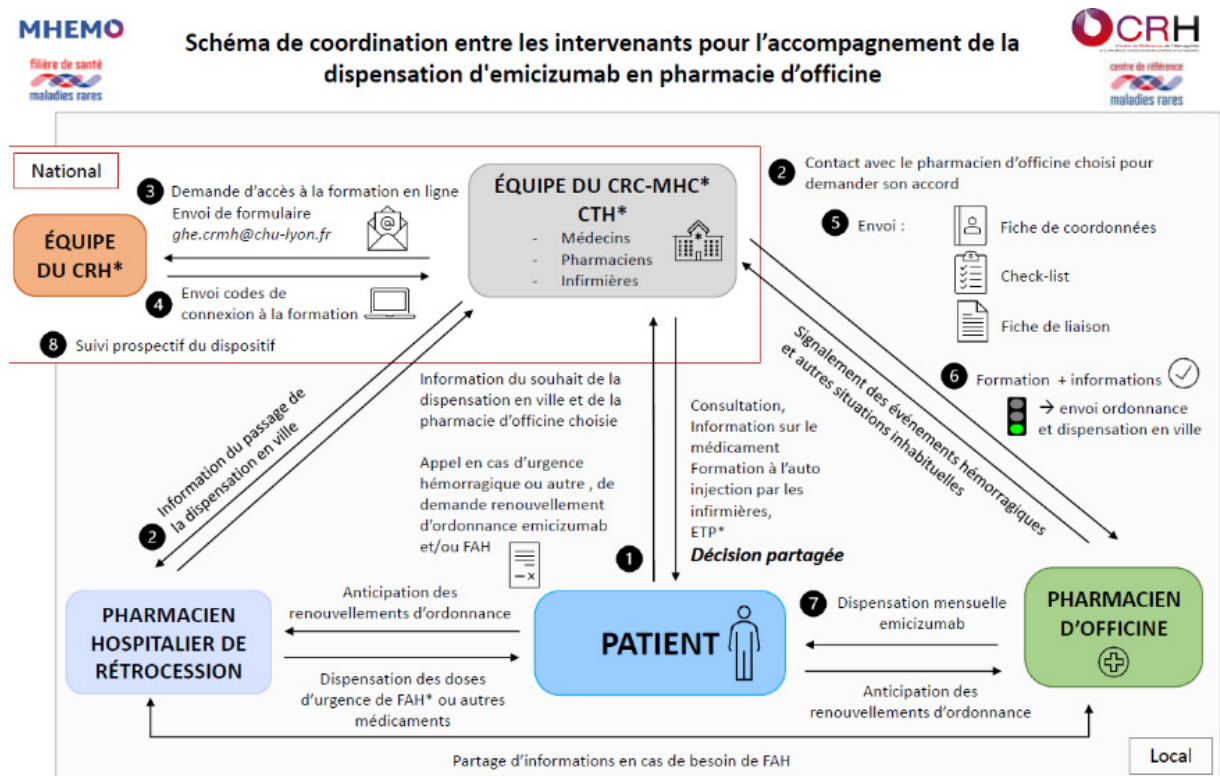 MHEMO
filière de santé
maladies rares
Schéma de coordination entre les intervenants pour l’accompagnement de la
dispensation d'emicizumab en pharmacie d’officine
CRH
centre de référence
maladies rares
National
3 Demande d’accès à la formation en ligne
Envoi de formulaire
ghe.crmh@chu-lyon.fr
ÉQUIPE
DU CRH*
4 Envoi codes de
connexion à la formation
8 Suivi prospectif du dispositif
ÉQUIPE DU CRC-MHC*
CTH*
- Médecins
- Pharmaciens
- Infirmières
2 Contact avec le pharmacien d’officine choisi pour
demander son accord
5 Envoi :
Fiche de coordonnées
Check-list
Fiche de liaison
6 Formation + informations
→ envoi ordonnance
et dispensation en ville
Signalement des événements hémorragiques
et autres situations inhabituelles
2 Information du passage de
la dispensation en ville
Information du souhait de la
dispensation en ville et de la
pharmacie d’officine choisie
Appel en cas d’urgence
hémorragique ou autre , de
demande renouvellement
d’ordonnance emicizumab
et/ou FAH
1
Consultation,
Information sur le
médicament
Formation à l’auto
injection par les
infirmières,
ETP*
Décision partagée
PHARMACIEN
HOSPITALIER DE
RÉTROCESSION
Anticipation des
renouvellements d’ordonnance
Dispensation des doses
d’urgence de FAH* ou autres
médicaments
PATIENT
7 Dispensation mensuelle
emicizumab
Anticipation des
renouvellements d’ordonnance
PHARMACIEN
D’OFFICINE
Partage d’informations en cas de besoin de FAH
Local